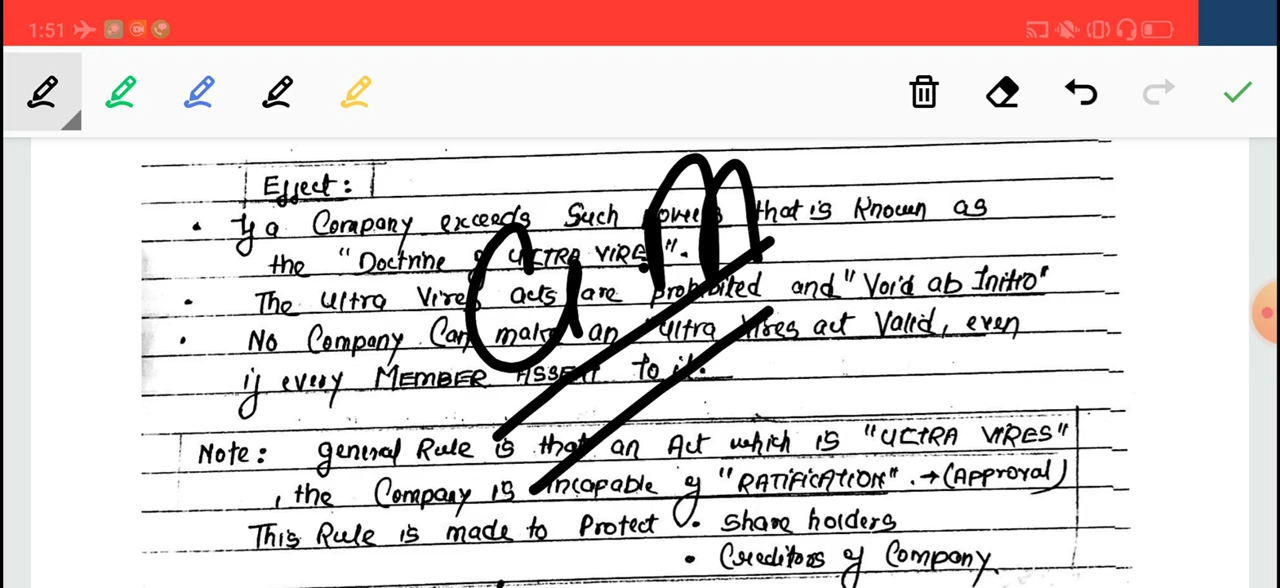 1:51
Effect:
• If a Company exceeds Such powers that is Known as
the "Doctrine of ULTRA VIRES".
• The Ultra Vires acts are prohibited and "Void ab Initio"
• No Company Can make an Ultra Vires act Valid, even
if every MEMBER ASSENT to it.
Note: general Rule is that an Act which is "ULTRA VIRES"
, the Company is incapable of "RATIFICATION". → (Approval)
This Rule is made to Protect • share holders
• Creditors of Company.